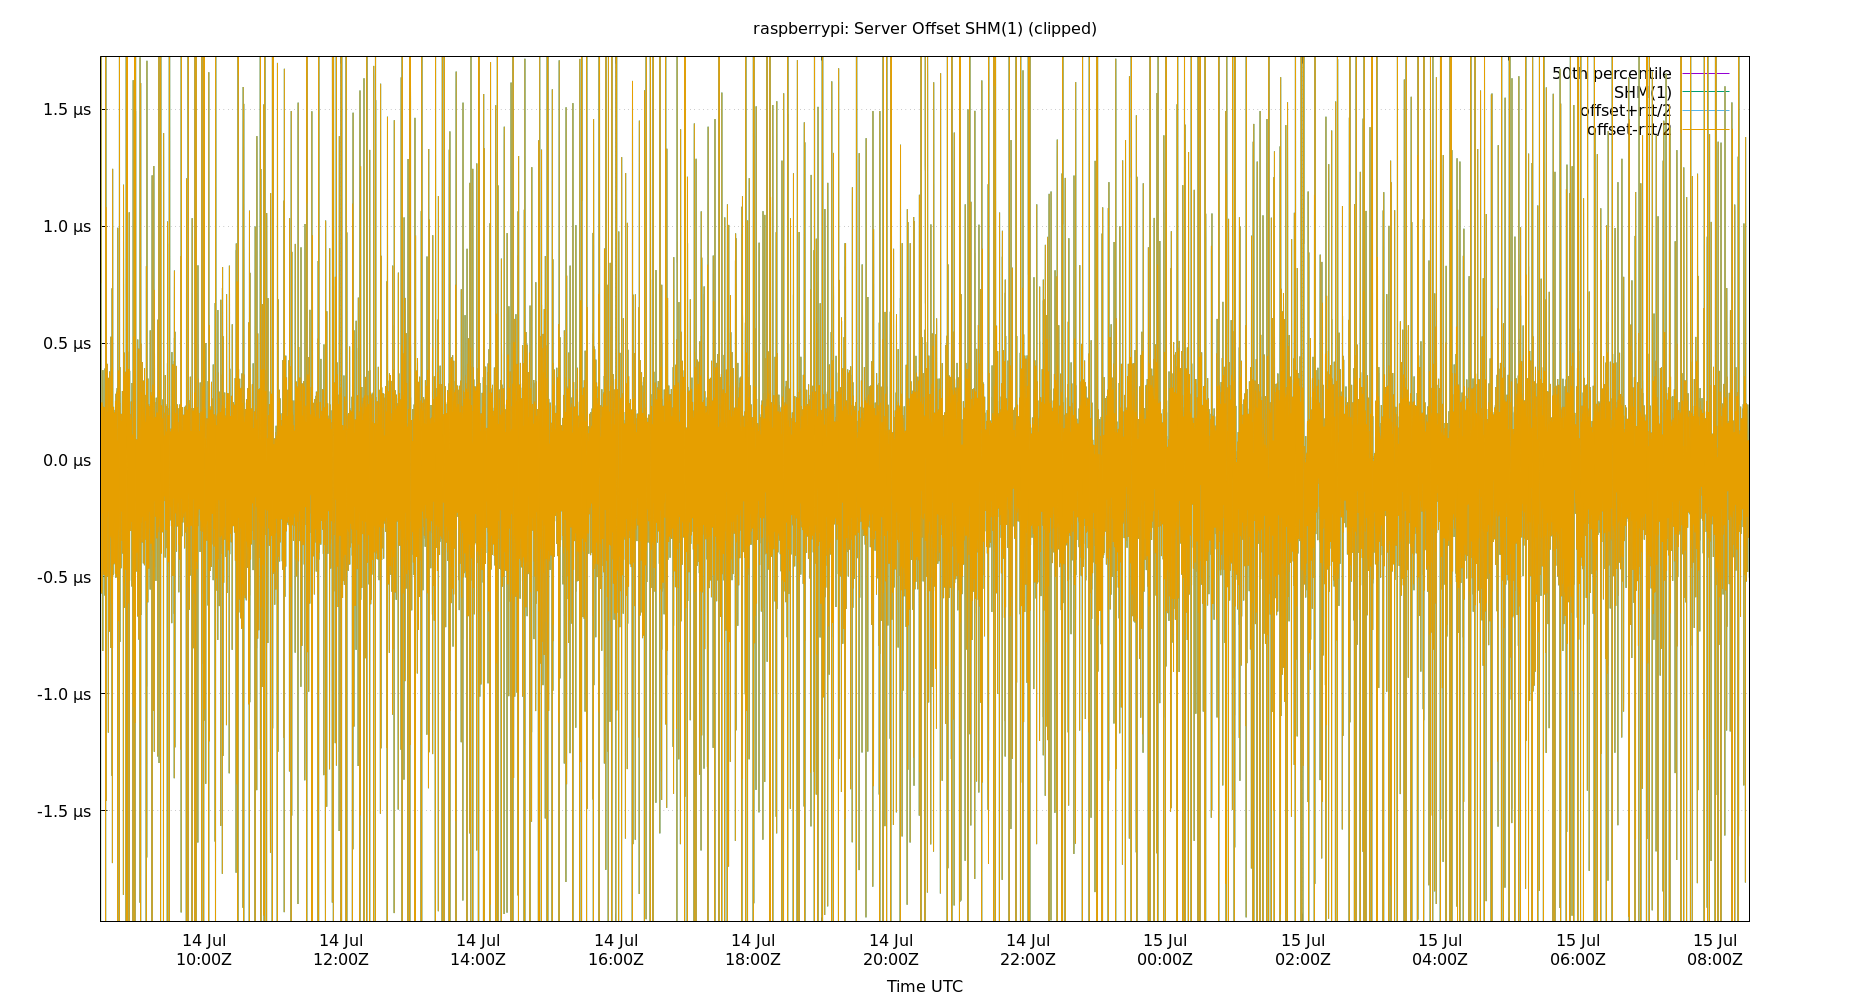 raspberrypi: Server Offset SHM(1) (clipped)
50th percentile
SHM(1)
offset+rtt/2
offset-rtt/2
1.5 µs
1.0 µs
0.5 µs
0.0 µs
-0.5 µs
-1.0 µs
-1.5 µs
14 Jul 14 Jul 14 Jul 14 Jul 14 Jul 14 Jul 14 Jul 15 Jul 15 Jul 15 Jul 15 Jul 15 Jul
10:00Z 12:00Z 14:00Z 16:00Z 18:00Z 20:00Z 22:00Z 00:00Z 02:00Z 04:00Z 06:00Z 08:00Z
Time UTC